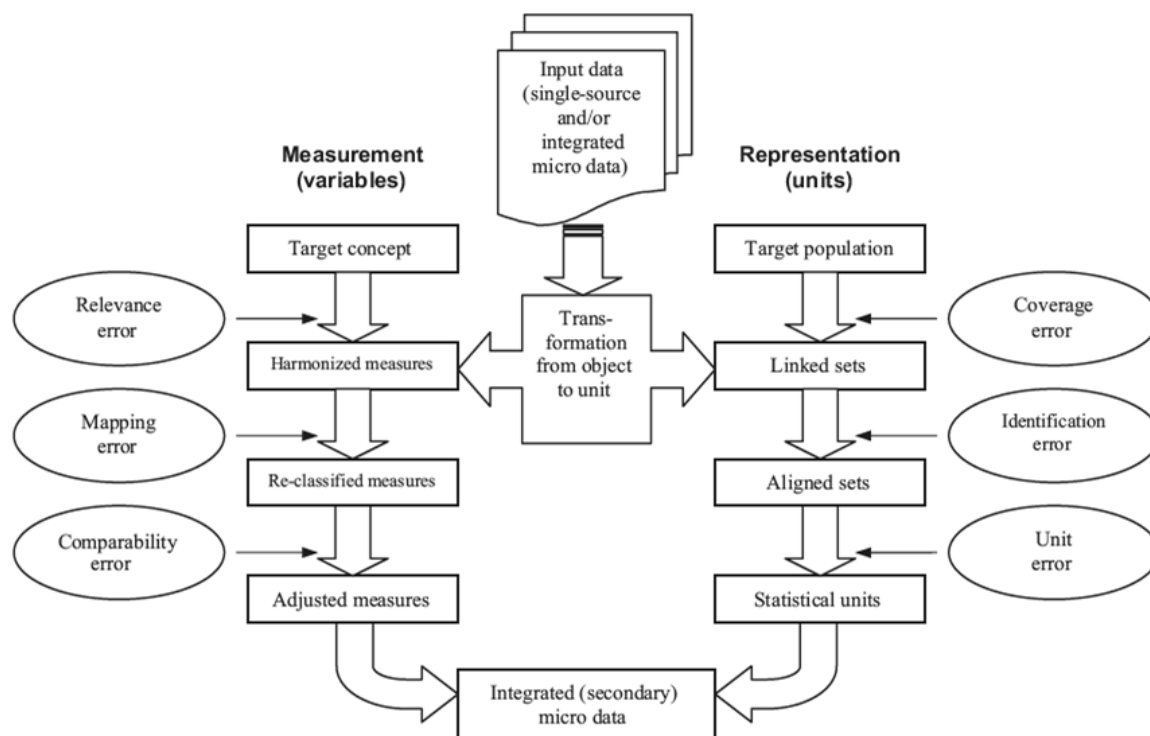 Input data
(single-source
and/or
integrated
micro data)
Measurement
(variables)
Representation
(units)
Target concept
Target population
Relevance
error
Coverage
error
Trans-
formation
from object
to unit
Harmonized measures
Linked sets
Mapping
error
Identification
error
Re-classified measures
Aligned sets
Comparability
error
Unit
error
Adjusted measures
Statistical units
Integrated (secondary)
micro data